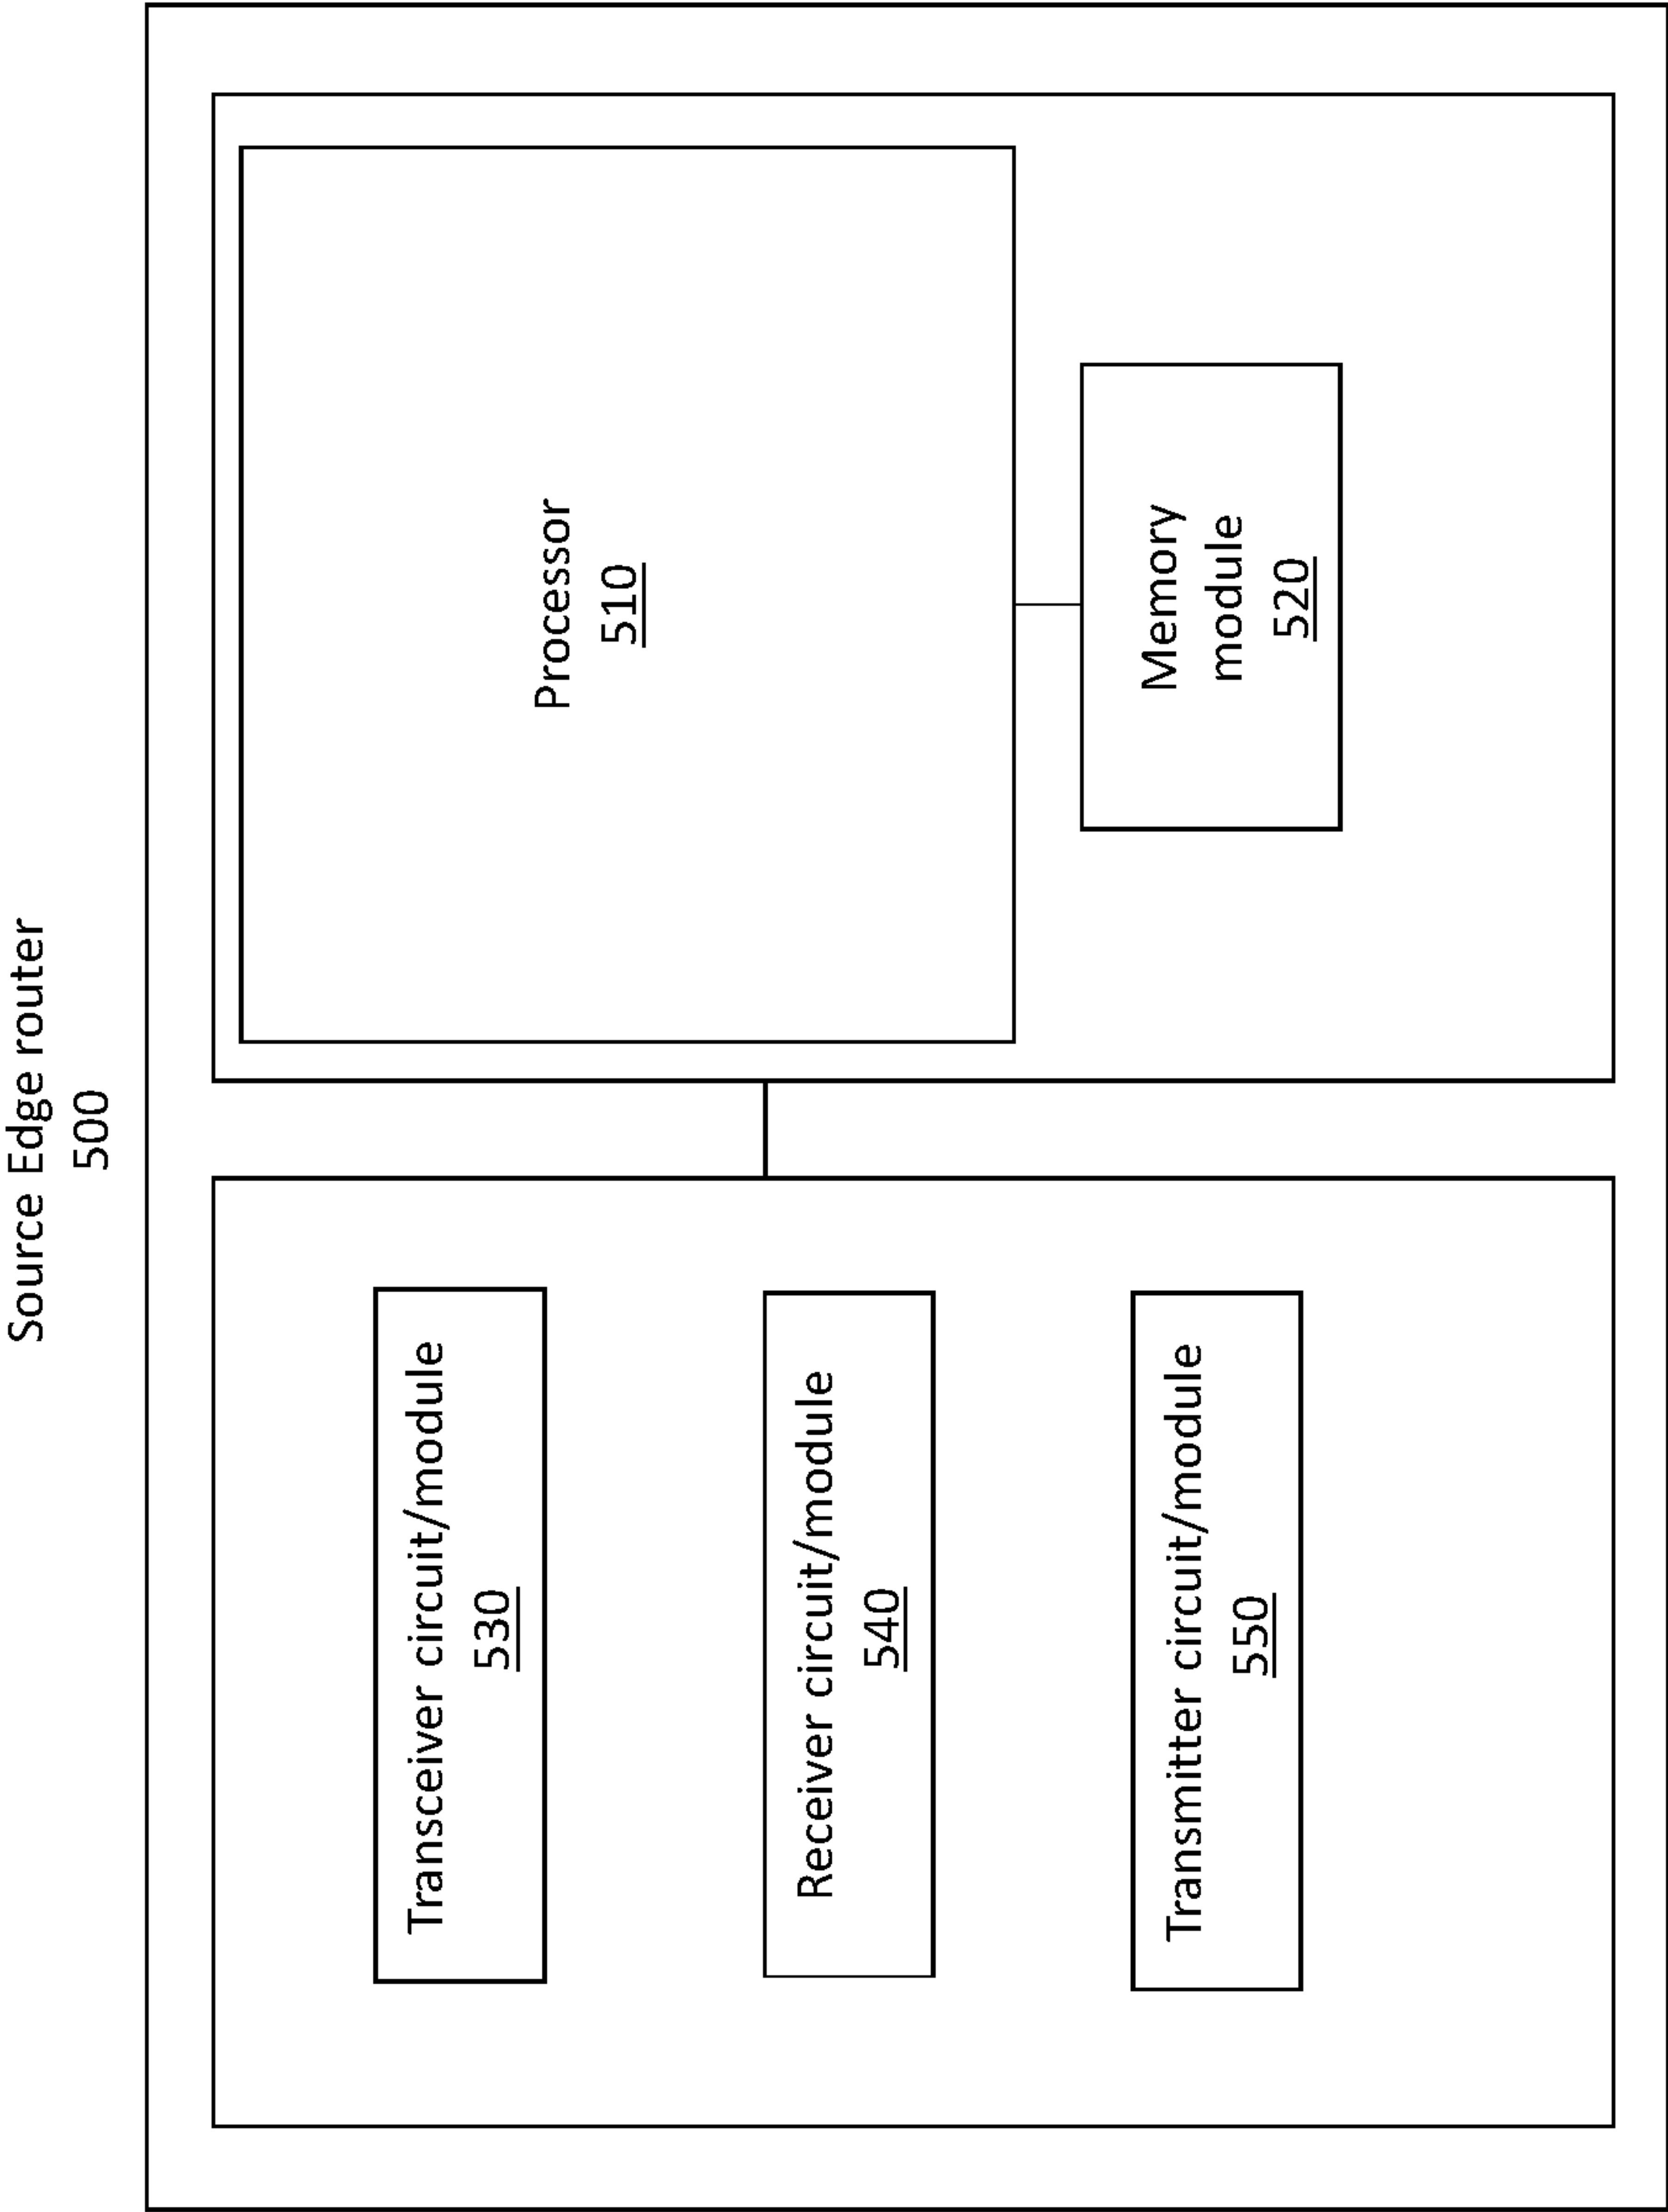 Source Edge router
500
Transceiver circuit/module
530
Receiver circuit/module
540
Transmitter circuit/module
550
Processor
510
Memory
module
520